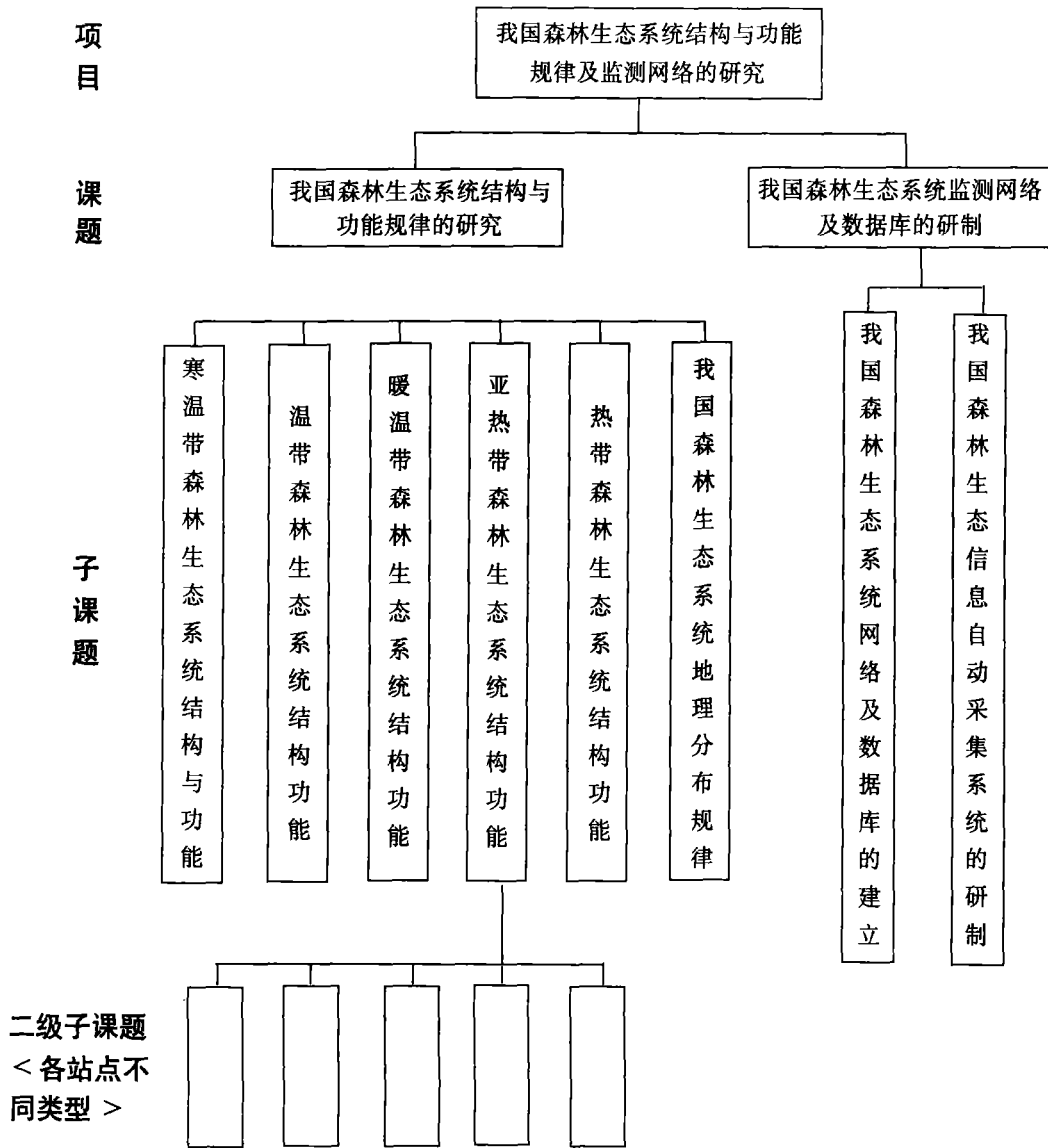 项目
我国森林生态系统结构与功能
规律及监测网络的研究
课题
我国森林生态系统结构与
功能规律的研究
我国森林生态系统监测网络
及数据库的研制
子课题
寒温带森林生态系统结构与功能
温带森林生态系统结构功能
暖温带森林生态系统结构功能
亚热带森林生态系统结构功能
热带森林生态系统结构功能
我国森林生态系统地理分布规律
我国森林生态系统网络及数据库的建立
我国森林生态信息自动采集系统的研制
二级子课题
<各站点不
同类型>